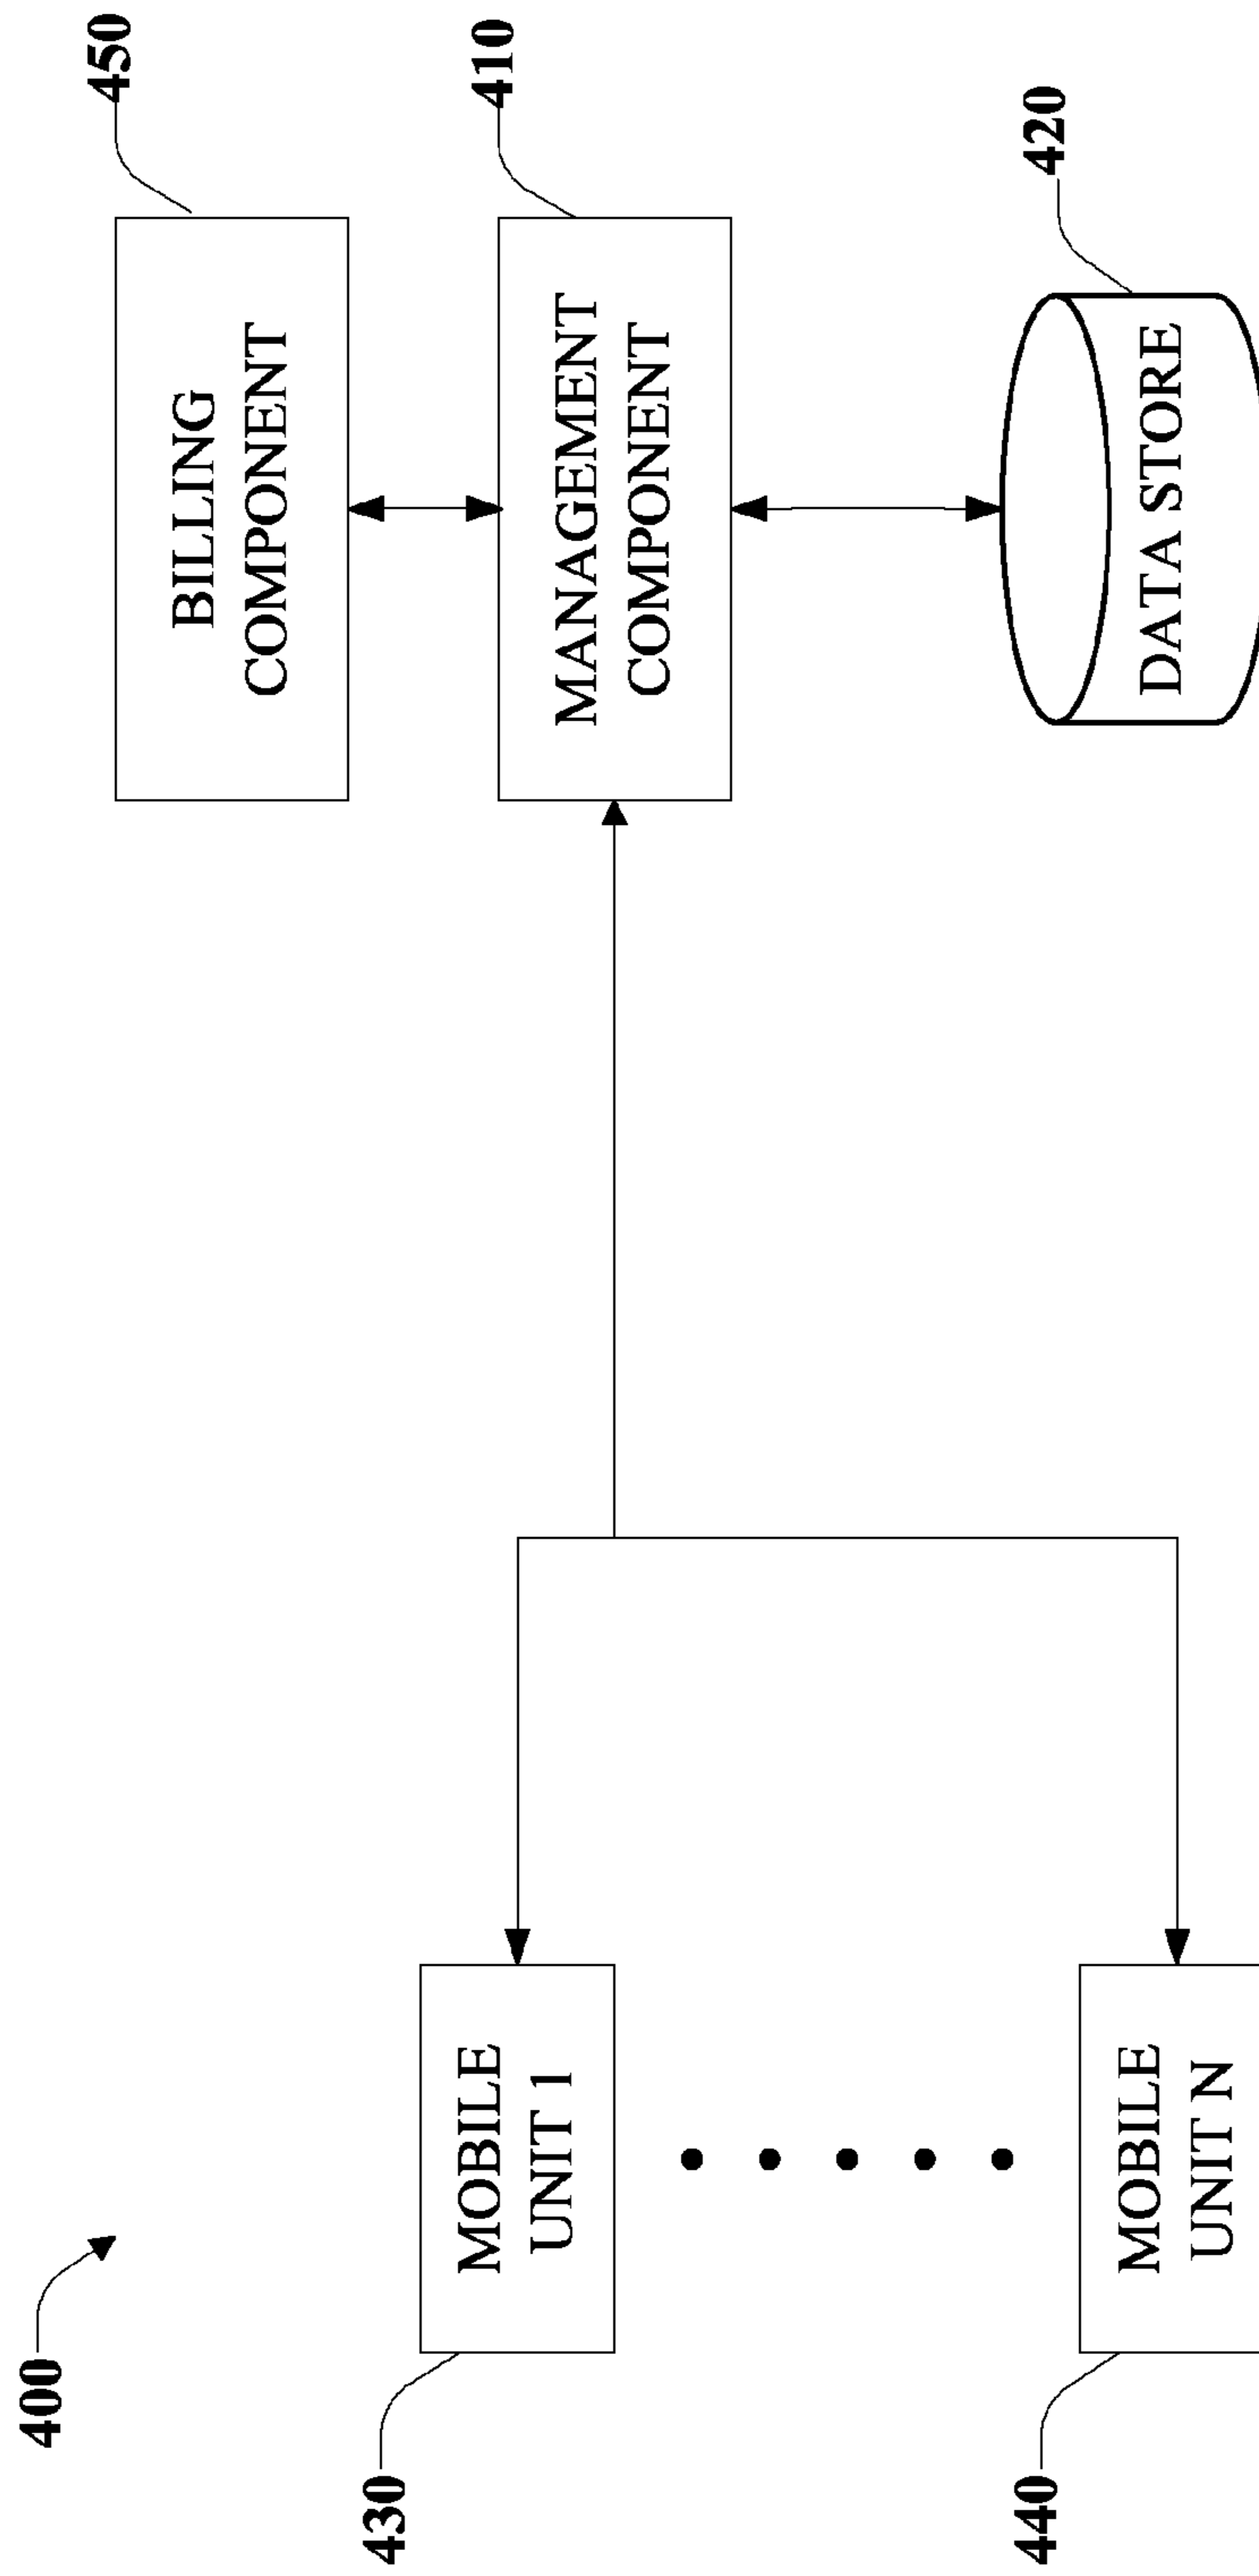 400
450
BILLING
COMPONENT
430
MOBILE
UNIT 1
410
MANAGEMENT
COMPONENT
440
MOBILE
UNIT N
420
DATA STORE